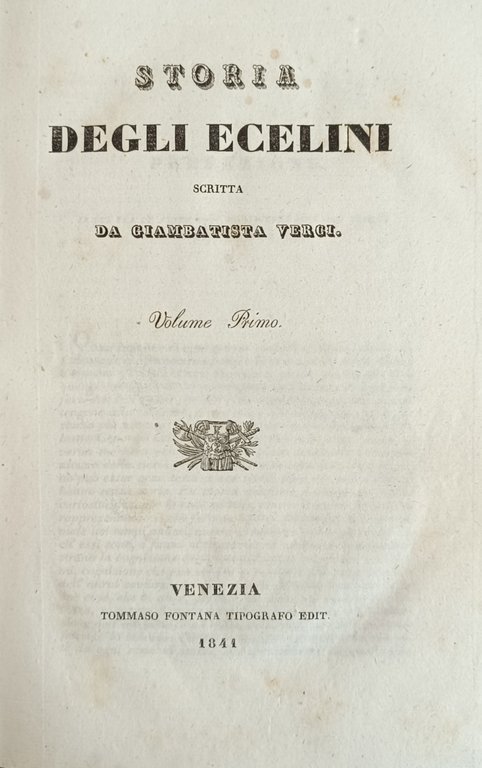 STORIA
DEGLI ECELINI
SCRITTA
DA GIAMBATISTA VERCI.
Volume Primo.
VENEZIA
TOMMASO FONTANA TIPOGRAFO EDIT.
1841